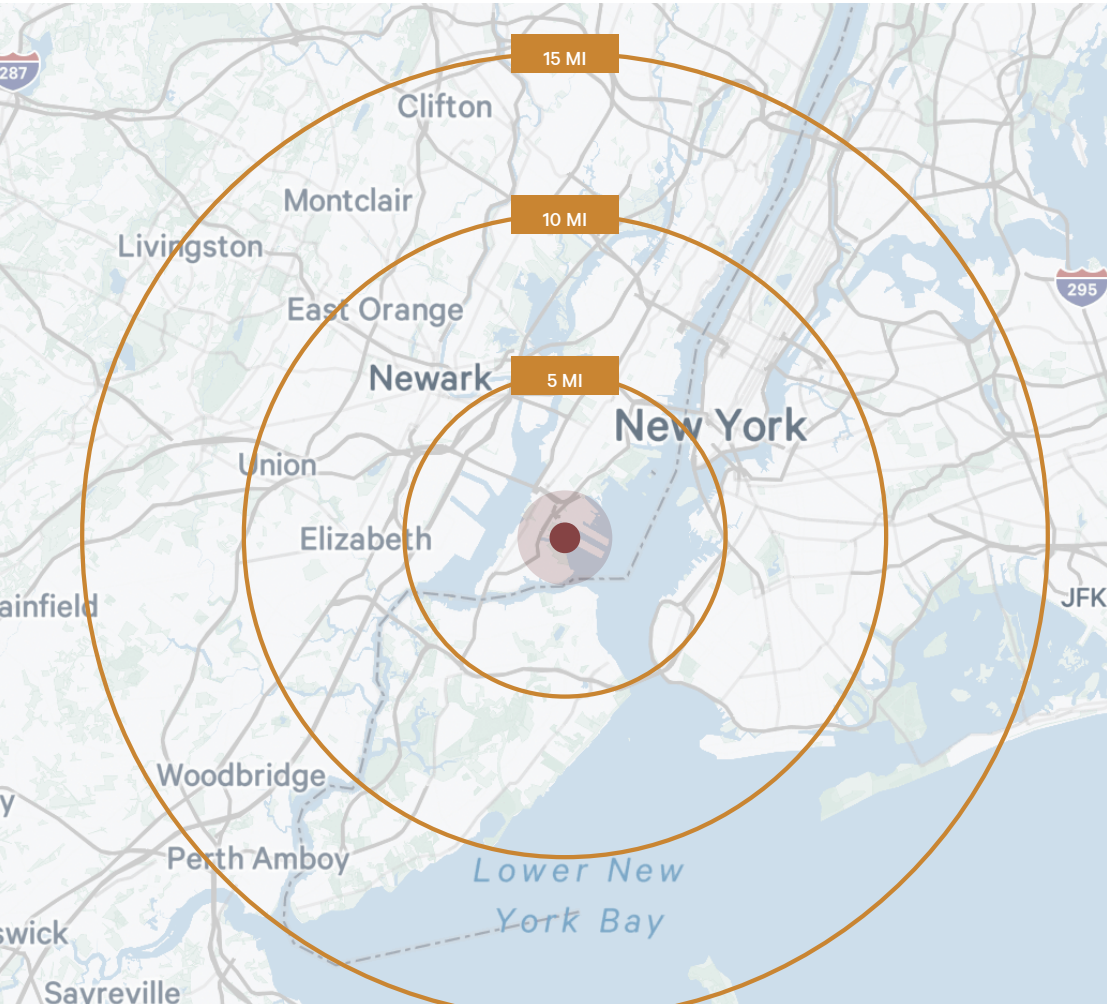 15 MI
287
Clifton
Montclair
10 MI
Livingston
295
East Orange
Newark
5 MI
New York
Union
Elizabeth
ainfield
JFK
Woodbridge
y
Perth Amboy
Lower New
York Bay
swick
Sayreville